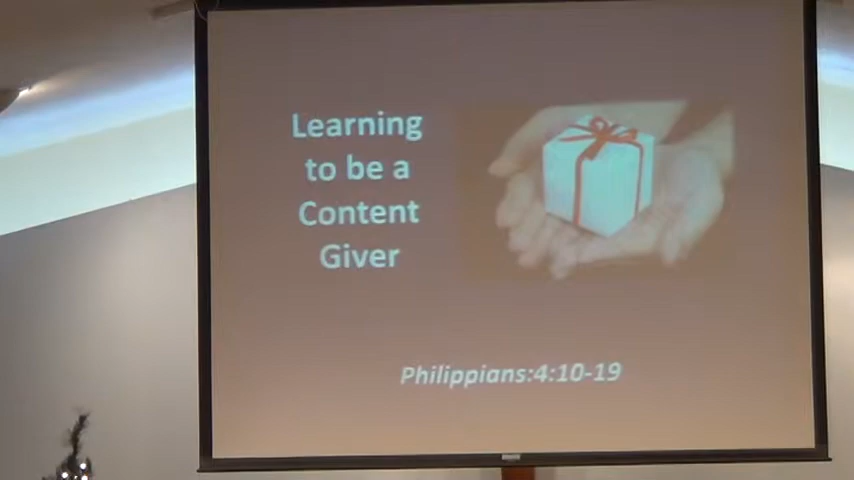 Learning
to be a
Content
Giver
Philippians:4:10-19